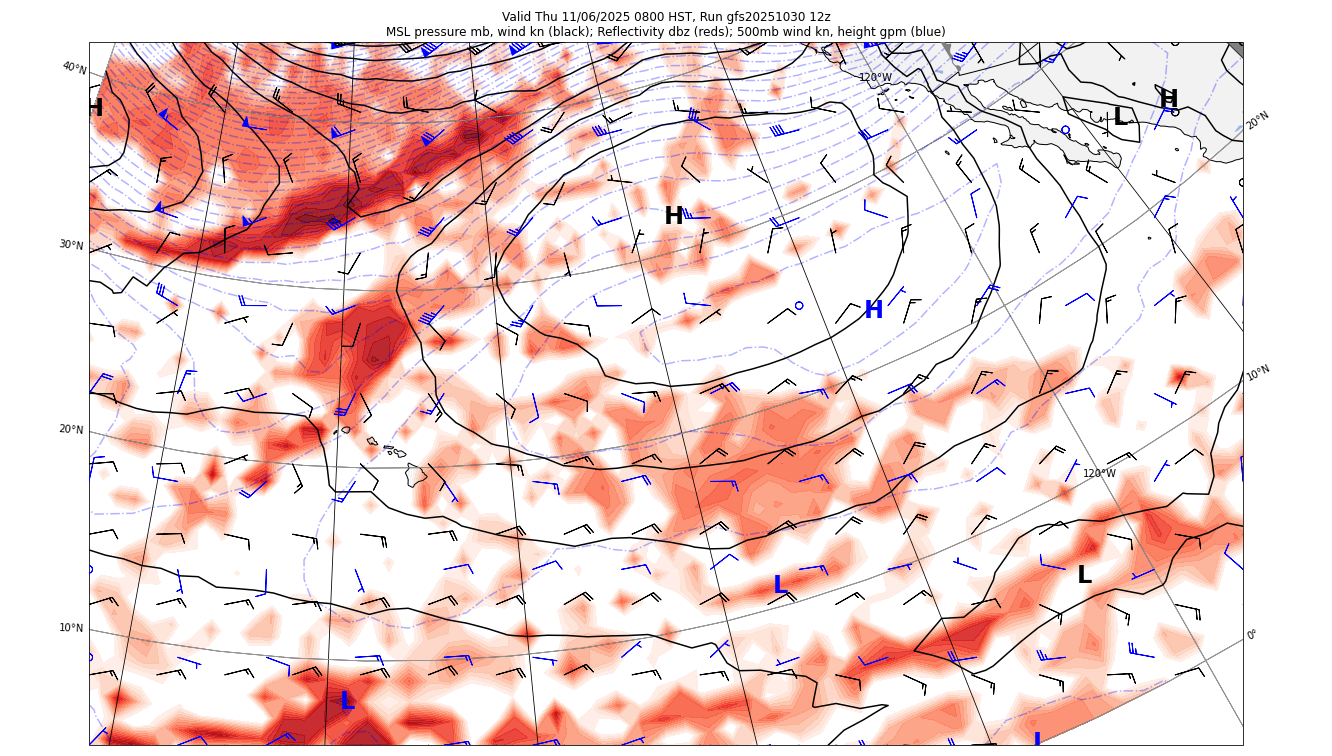 Valid Thu 11/06/2025 0800 HST, Run gfs20251030 12z
MSL pressure mb, wind kn (black); Reflectivity dbz (reds); 500mb wind kn, height gpm (blue)
40°N
120°W
H
H
L
20°N
H
30°N
H
10°N
20°N
120°W
L
L
10°N
0°
L
L